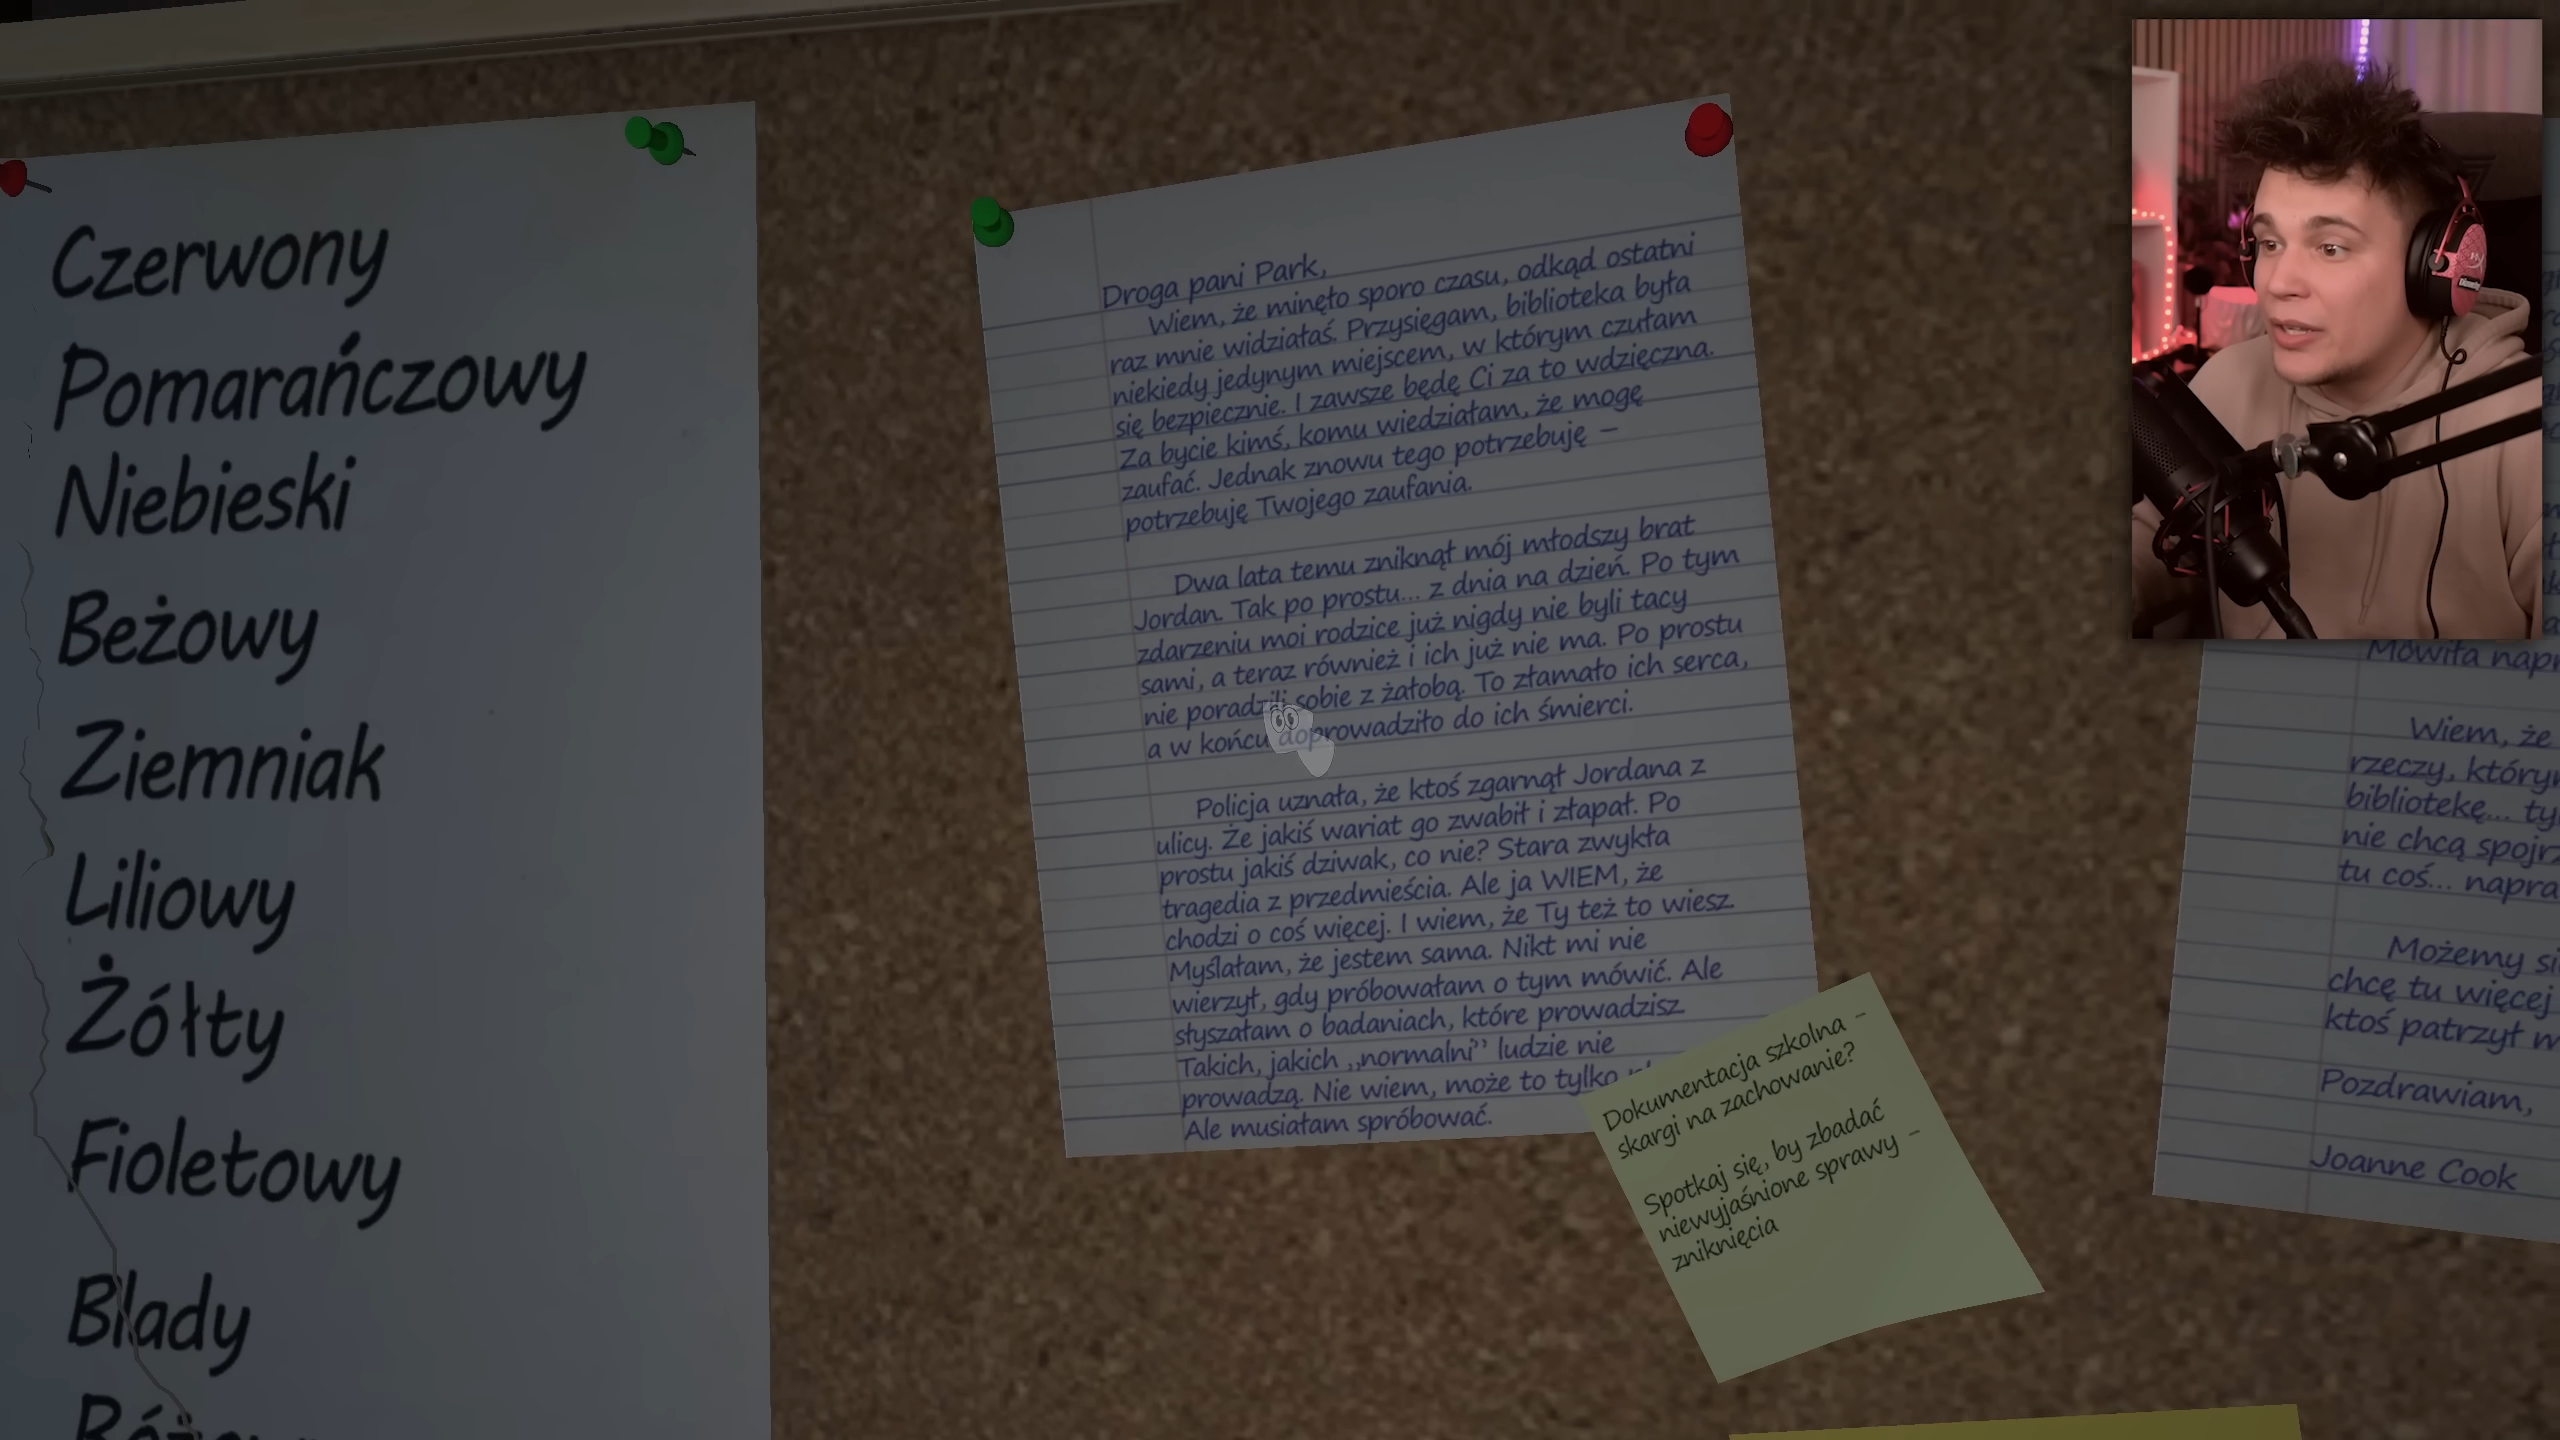 Czerwony
Pomarańczowy
Niebieski
Beżowy
Ziemniak
Liliowy
Żółty
Fioletowy
Blady
Droga pani Park,
Wiem, że minęło sporo czasu, odkąd ostatni
raz mnie widziałaś. Przysięgam, biblioteka była
niekiedy jedynym miejscem, w którym czułam
się bezpiecznie. I zawsze będę Ci za to wdzięczna.
Za bycie kimś, komu wiedziałam, że mogę
zaufać. Jednak znowu tego potrzebuję –
potrzebuję Twojego zaufania.
Dwa lata temu zniknął mój młodszy brat
Jordan. Tak po prostu... z dnia na dzień. Po tym
zdarzeniu moi rodzice już nigdy nie byli tacy
sami, a teraz również i ich już nie ma. Po prostu
nie poradzili sobie z żałobą. To złamało ich serca,
a w końcu doprowadziło do ich śmierci.
Policja uznała, że ktoś zgarnął Jordana z
ulicy. Że jakiś wariat go zwabił i złapał. Po
prostu jakiś dziwak, co nie? Stara zwykła
tragedia z przedmieścia. Ale ja WIEM, że
chodzi o coś więcej. I wiem, że Ty też to wiesz.
Myślałam, że jestem sama. Nikt mi nie
wierzył, gdy próbowałam o tym mówić. Ale
słyszałam o badaniach, które prowadzisz.
Takich, jakich „normalni” ludzie nie
prowadzą. Nie wiem, może to tylko
Ale musiałam spróbować.
Dokumentacja szkolna –
skargi na zachowanie?
Spotkaj się, by zbadać
niewyjaśnione sprawy –
zniknięcia
Mówiła
Wiem, że
rzeczy,
bibliotekę...
nie chcą
tu coś...
Możemy
chcę tu więcej
ktoś patrzył
Pozdrawiam,
Joanne Cook